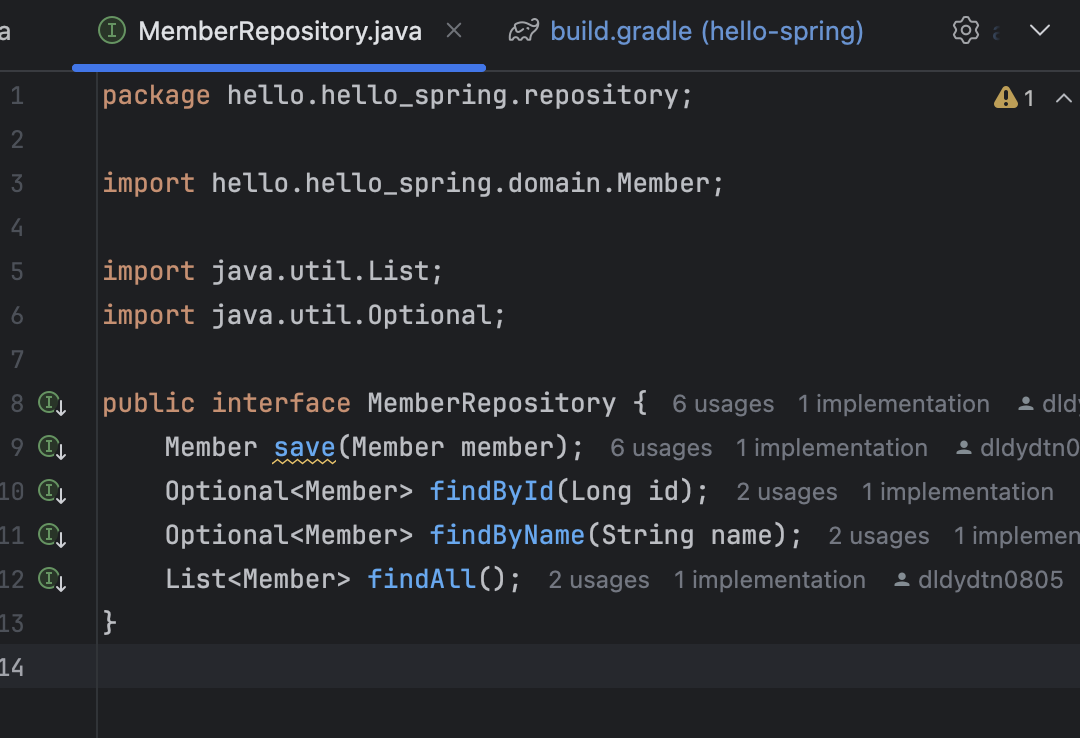 a MemberRepository.java build.gradle (hello-spring)
1 package hello.hello_spring.repository; 1
2
3 import hello.hello_spring.domain.Member;
4
5 import java.util.List;
6 import java.util.Optional;
7
8 public interface MemberRepository { 6 usages 1 implementation
9 Member save(Member member); 6 usages 1 implementation dldydtn0
10 Optional<Member> findById(Long id); 2 usages 1 implementation
11 Optional<Member> findByName(String name); 2 usages 1 implemen
12 List<Member> findAll(); 2 usages 1 implementation dldydtn0805
13 }
14